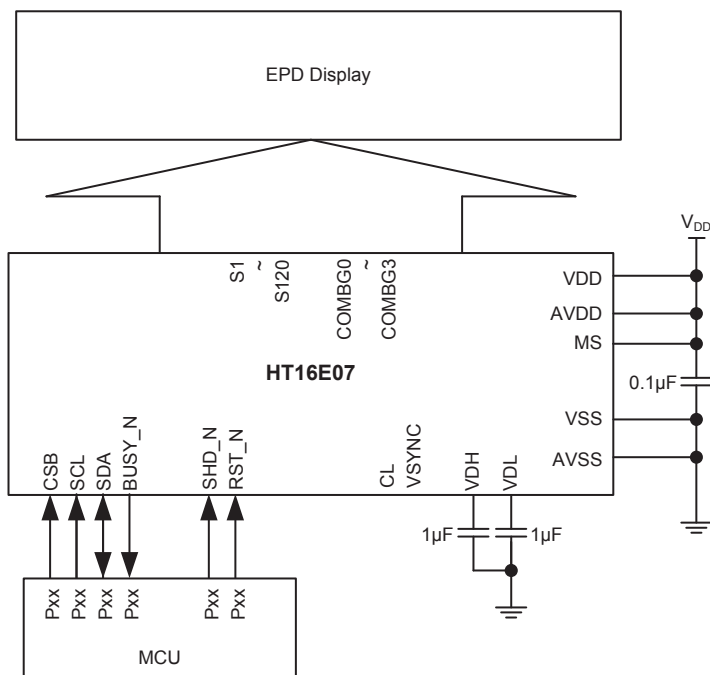 EPD Display
V_DD
S1
~
S120
COMBG0
~
COMBG3
VDD
AVDD
MS
HT16E07
0.1µF
VSS
AVSS
CSB
SCL
SDA
BUSY_N
SHD_N
RST_N
CL
VSYNC
VDH
VDL
1µF
1µF
Pxx
Pxx
Pxx
Pxx
Pxx
Pxx
MCU